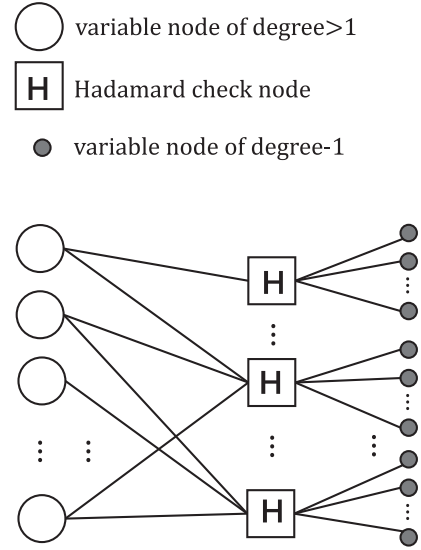 variable node of degree>1
H Hadamard check node
variable node of degree-1
H
H
H